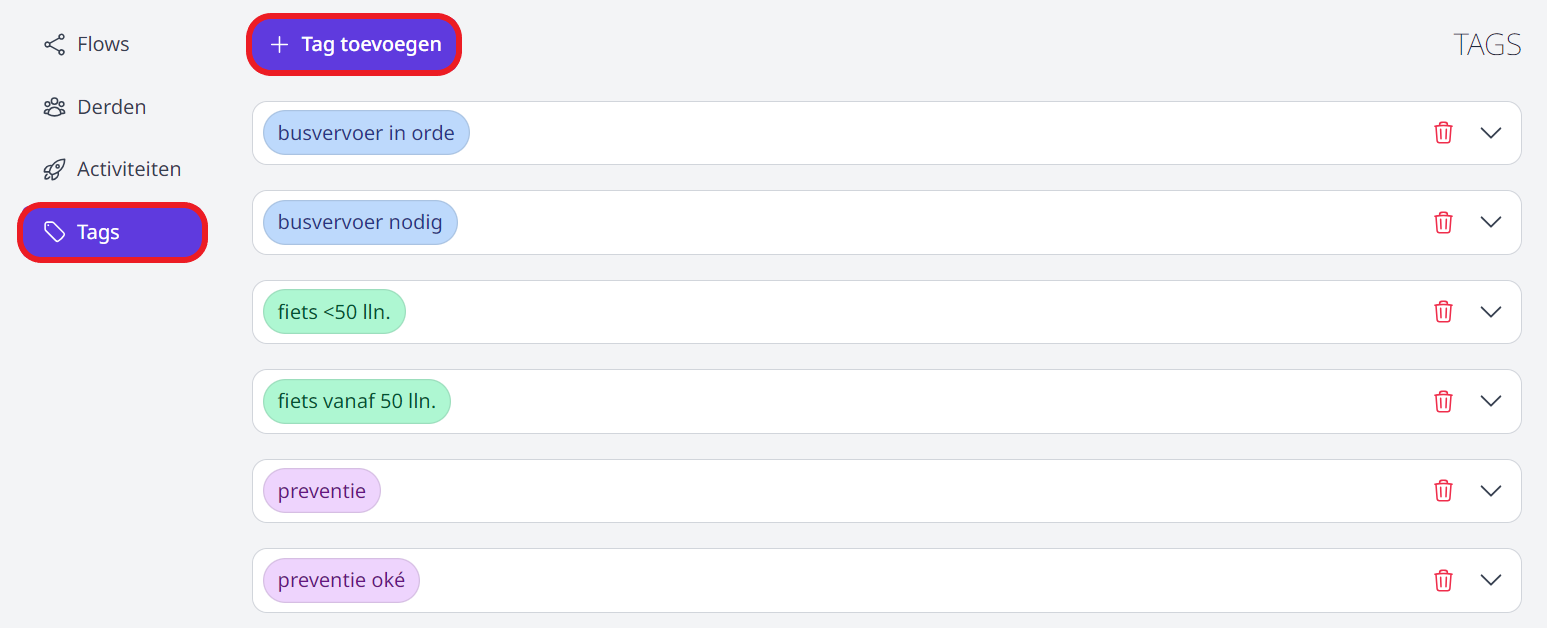 Flows
Derden
Activiteiten
Tags
Tag toevoegen
TAGS
busvervoer in orde
busvervoer nodig
fiets <50 lln.
fiets vanaf 50 lln.
preventie
preventie oké